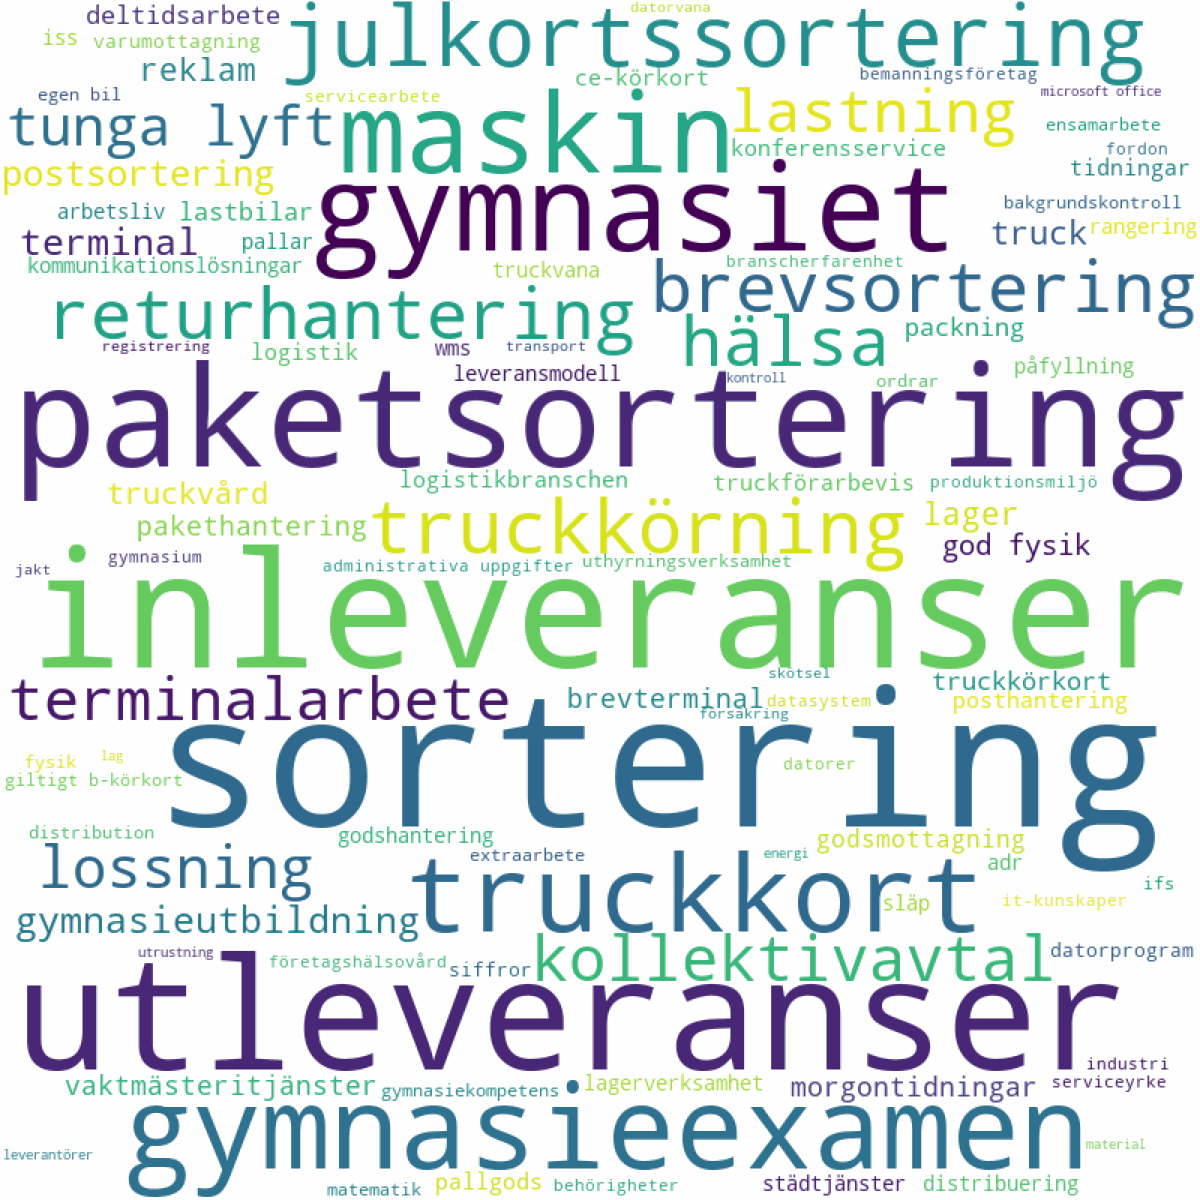 deltidsarbete
datorvana
julkortssortering
iss
varumottagning
reklam
ce-körkort
bemanningsföretag
egen bil
servicearbete
microsoft office
tunga lyft
maskin
lastning
ensamarbete
konferensservice
fordon
postsortering
tidningar
gymnasiet
arbetsliv
lastbilar
bakgrundskontroll
terminal
pallar
truck
rangering
kommunikationslösningar
truckvana
branscherfarenhet
returhantering
brevsortering
hälsa
packning
registrering
logistik
wms
transport
leveransmodell
kontroll
ordrar
påfyllning
paketsortering
logistikbranschen
truckförarbevis
produktionsmiljö
truckvård
pakethantering
truckkörning
lager
god fysik
gymnasium
jakt
administrativa uppgifter
uthyrningsverksamhet
inleveranser
skötsel
terminalarbete
brevterminal
datasystem
truckkörkort
posthantering
försäkring
sortering
fysik
lag
giltigt b-körkort
datorer
distribution
godshantering
godsmottagning
lossning
extraarbete
energi
adr
truckkort
ifs
släp
it-kunskaper
gymnasieutbildning
utrustning
företagshälsovård
siffror
kollektivavtal
datorprogram
utleveranser
industri
vaktmästeritjänster
gymnasiekompetens
lagerverksamhet
morgontidningar
serviceyrke
gymnasieexamen
leverantörer
material
matematik
pallgods
behörigheter
städtjänster
distribuering